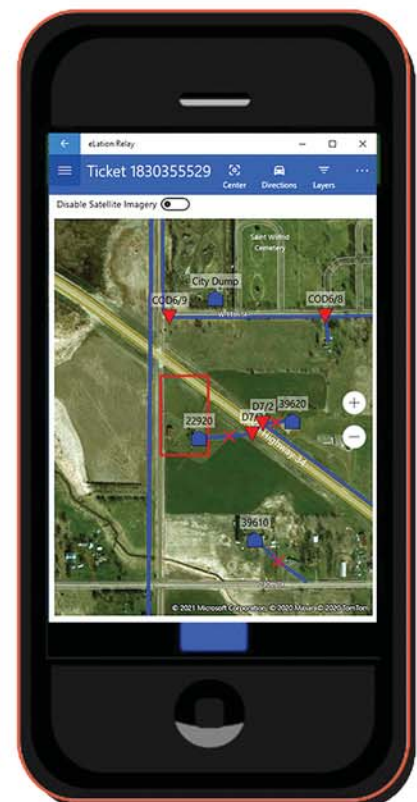 eLation Relay
Ticket 1830355529
Center
Directions
Layers
Disable Satellite Imagery
Saint Wilfrid
Cemetery
City Dump
COD6/9
COD6/8
D7/2
39620
22920
Highway 34
39610
© 2021 Microsoft Corporation, © 2020 Maxar, © 2020 TomTom